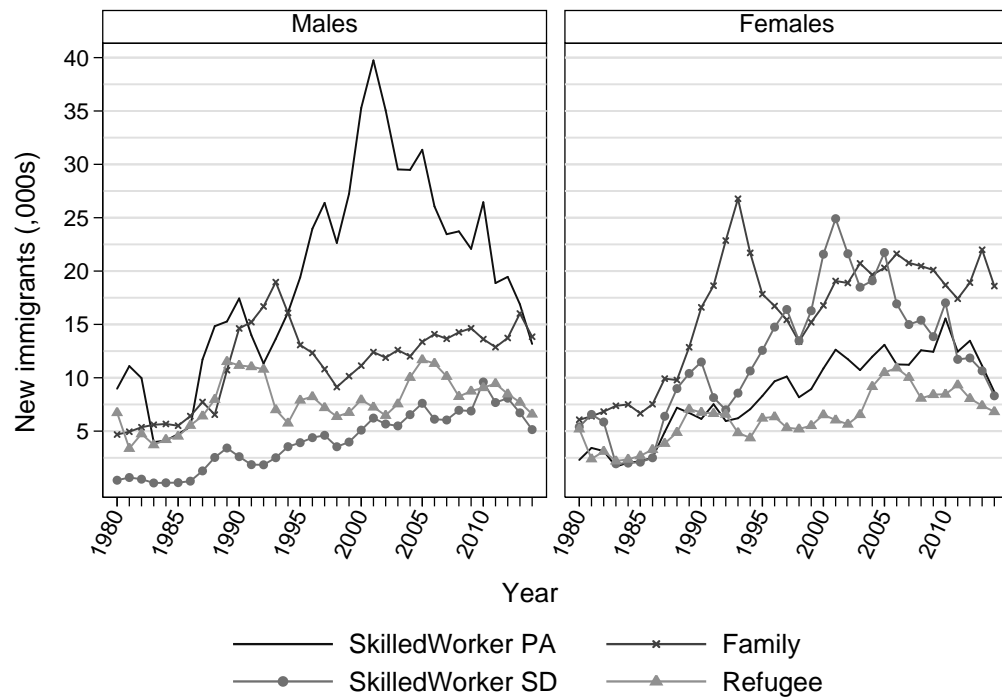 Males Females
40
35
30
25
20
15
10
5
New immigrants (,000s)
1980 1985 1990 1995 2000 2005 2010 1980 1985 1990 1995 2000 2005 2010
Year
SkilledWorker PA Family
SkilledWorker SD Refugee